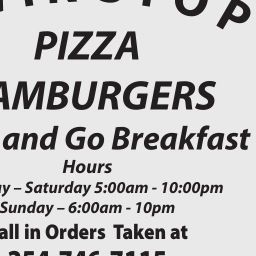 PIZZA
AMBURGERS
and Go Breakfast
Hours
y – Saturday 5:00am - 10:00pm
Sunday – 6:00am - 10pm
all in Orders Taken at